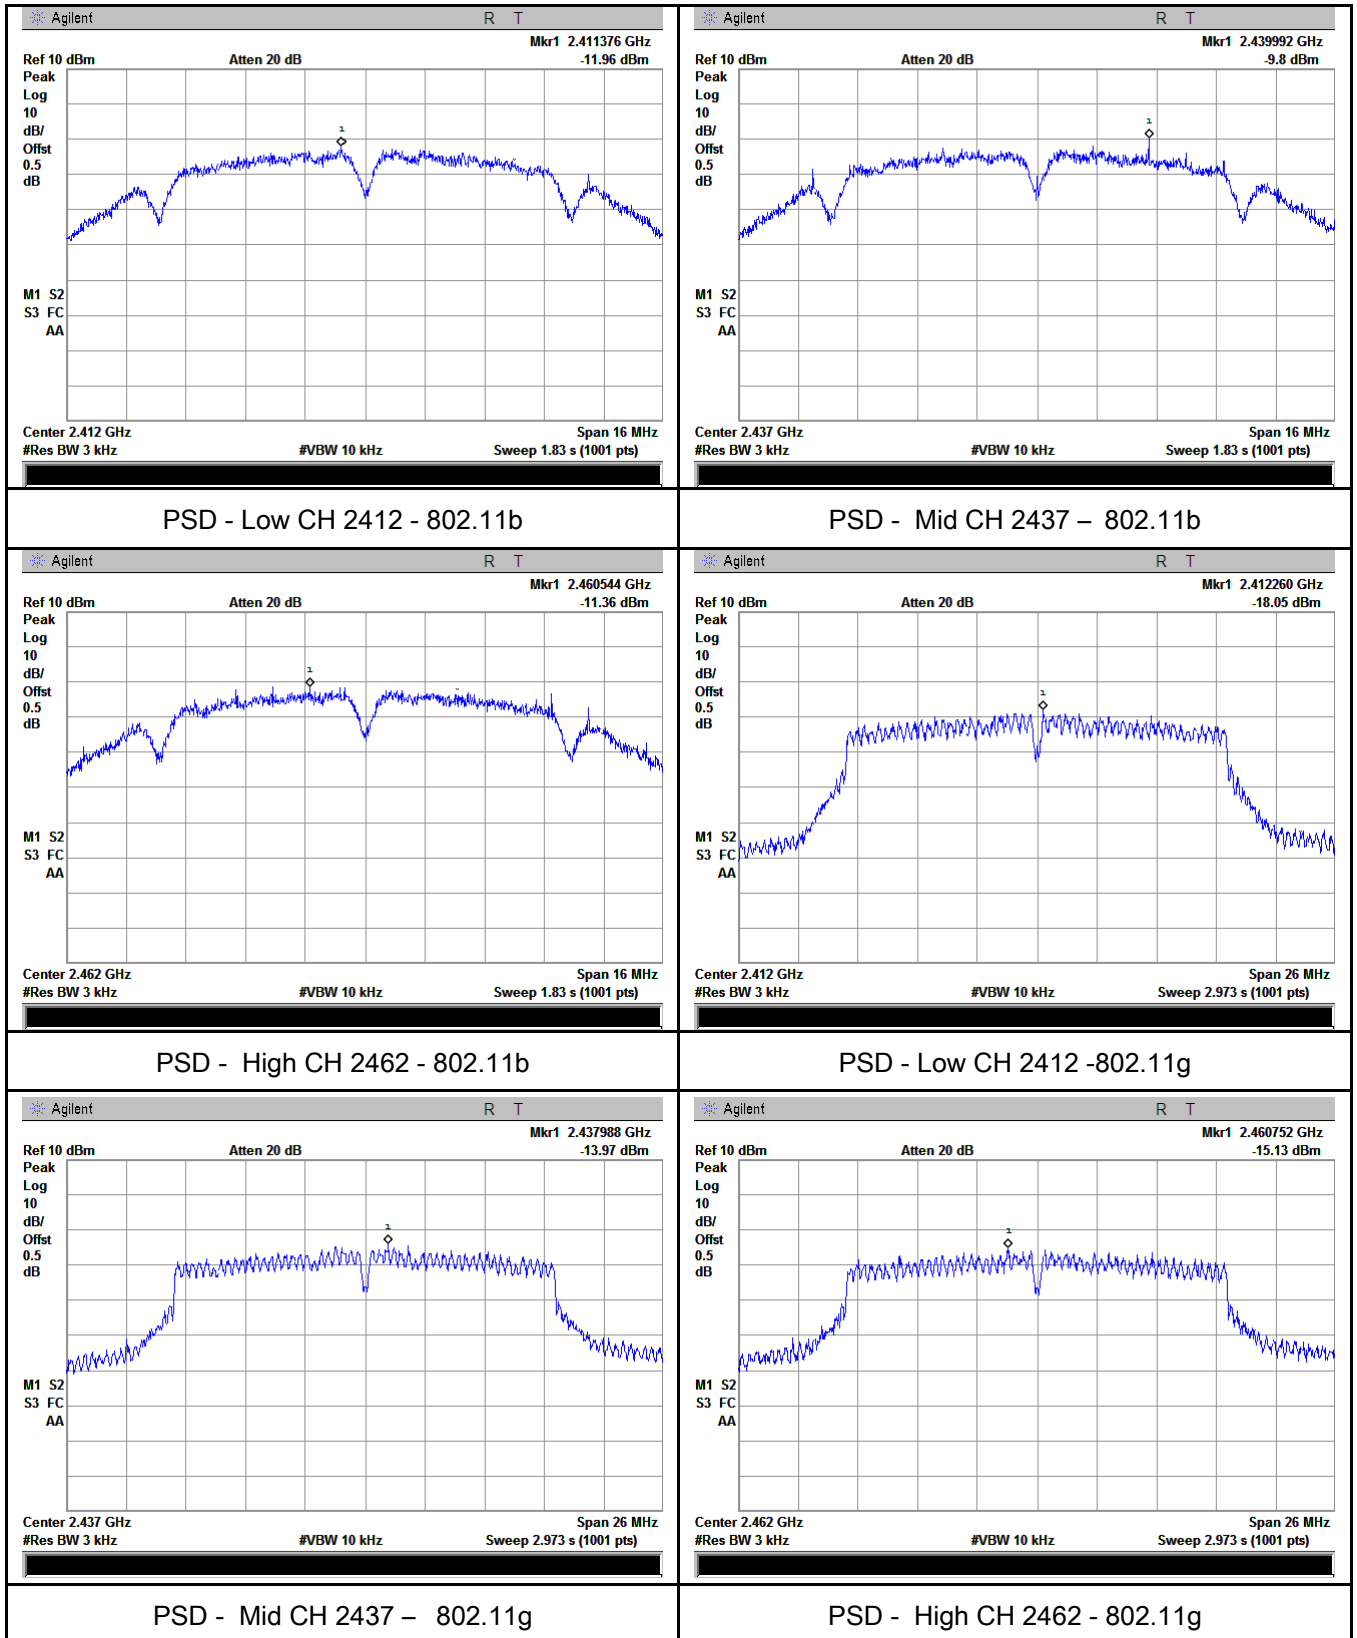 Agilent R T
Mkr1 2.411376 GHz
Ref 10 dBm Atten 20 dB -11.96 dBm
Peak
Log
10
dB/
Offst
0.5
dB
1
M1 S2
S3 FC
AA
Center 2.412 GHz Span 16 MHz
#Res BW 3 kHz #VBW 10 kHz Sweep 1.83 s (1001 pts)
PSD - Low CH 2412 - 802.11b
Agilent R T
Mkr1 2.439992 GHz
Ref 10 dBm Atten 20 dB -9.8 dBm
Peak
Log
10
dB/
Offst
0.5
dB
1
M1 S2
S3 FC
AA
Center 2.437 GHz Span 16 MHz
#Res BW 3 kHz #VBW 10 kHz Sweep 1.83 s (1001 pts)
PSD - Mid CH 2437 – 802.11b
Agilent R T
Mkr1 2.460544 GHz
Ref 10 dBm Atten 20 dB -11.36 dBm
Peak
Log
10
dB/
Offst
0.5
dB
1
M1 S2
S3 FC
AA
Center 2.462 GHz Span 16 MHz
#Res BW 3 kHz #VBW 10 kHz Sweep 1.83 s (1001 pts)
PSD - High CH 2462 - 802.11b
Agilent R T
Mkr1 2.412260 GHz
Ref 10 dBm Atten 20 dB -18.05 dBm
Peak
Log
10
dB/
Offst
0.5
dB
1
M1 S2
S3 FC
AA
Center 2.412 GHz Span 26 MHz
#Res BW 3 kHz #VBW 10 kHz Sweep 2.973 s (1001 pts)
PSD - Low CH 2412 -802.11g
Agilent R T
Mkr1 2.437988 GHz
Ref 10 dBm Atten 20 dB -13.97 dBm
Peak
Log
10
dB/
Offst
0.5
dB
1
M1 S2
S3 FC
AA
Center 2.437 GHz Span 26 MHz
#Res BW 3 kHz #VBW 10 kHz Sweep 2.973 s (1001 pts)
PSD - Mid CH 2437 – 802.11g
Agilent R T
Mkr1 2.460752 GHz
Ref 10 dBm Atten 20 dB -15.13 dBm
Peak
Log
10
dB/
Offst
0.5
dB
1
M1 S2
S3 FC
AA
Center 2.462 GHz Span 26 MHz
#Res BW 3 kHz #VBW 10 kHz Sweep 2.973 s (1001 pts)
PSD - High CH 2462 - 802.11g